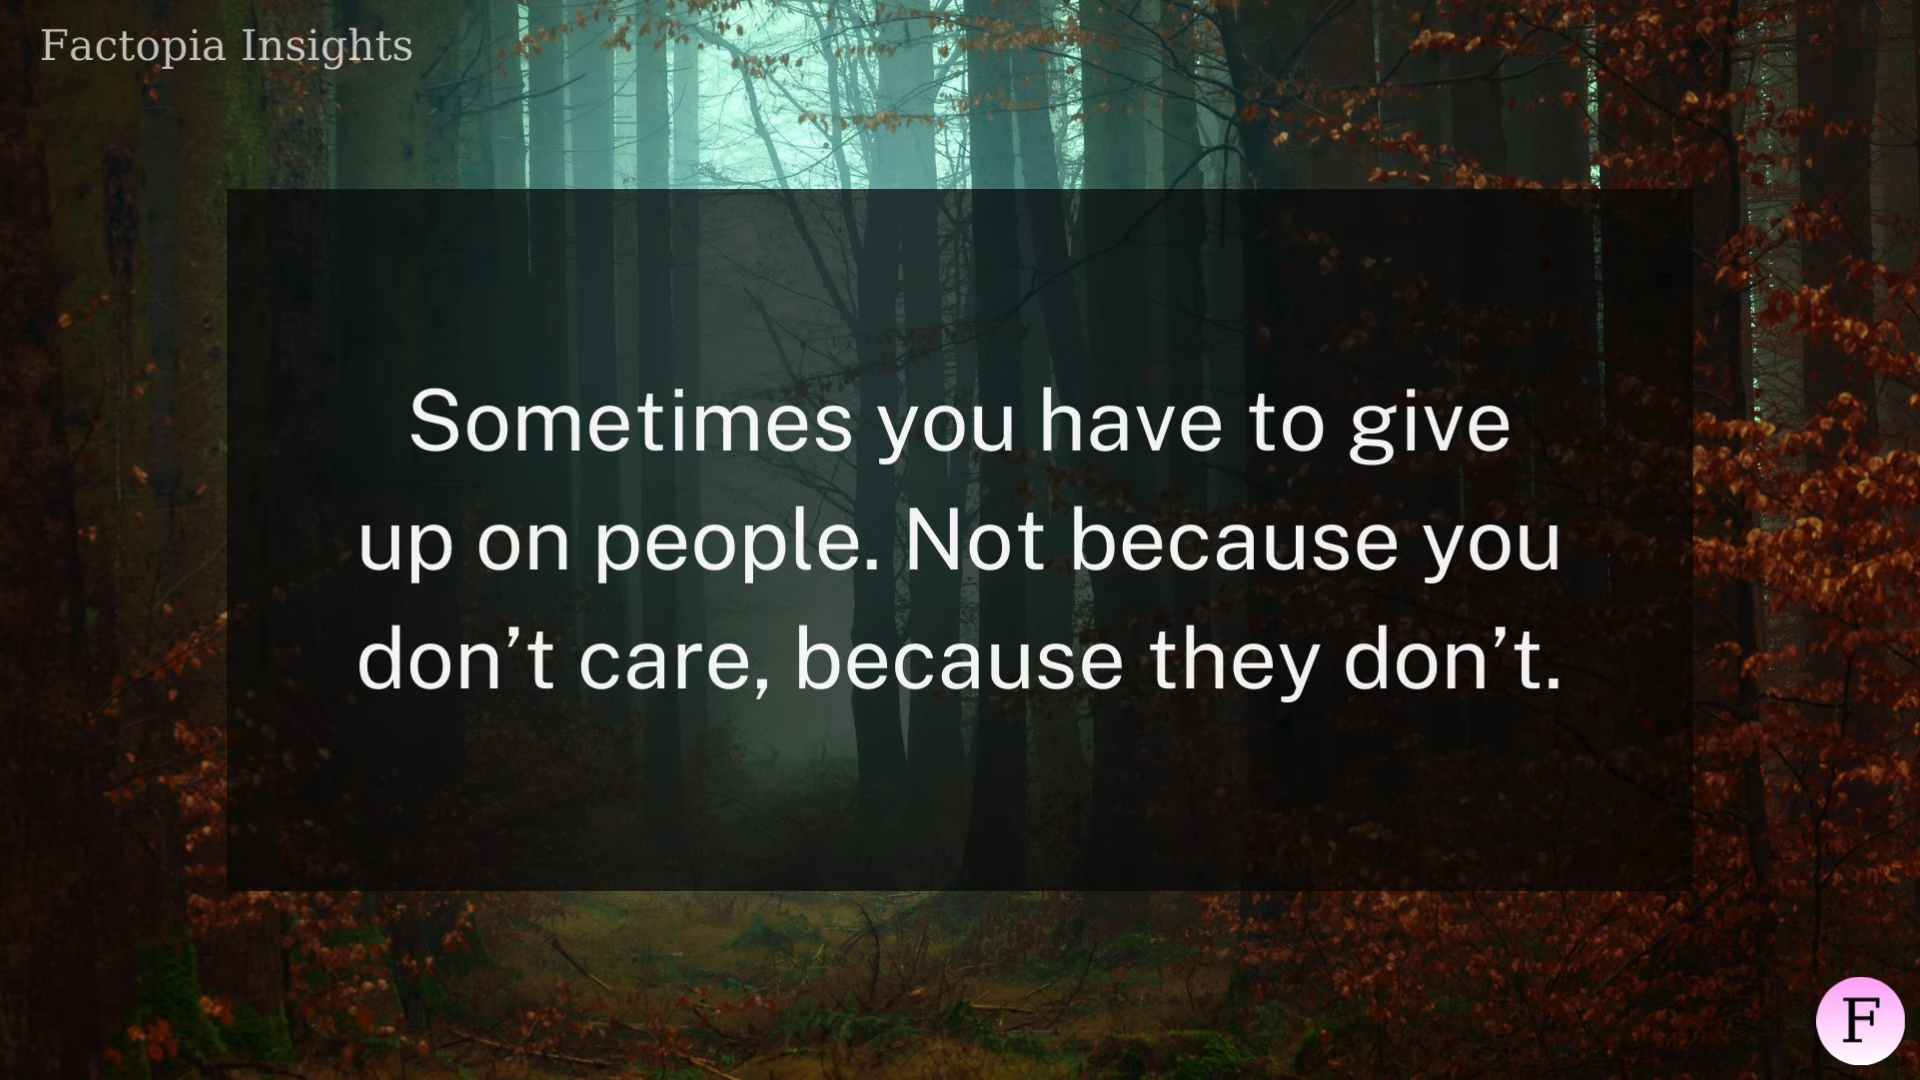 Factopia Insights
Sometimes you have to give
up on people. Not because you
don’t care, because they don’t.
F